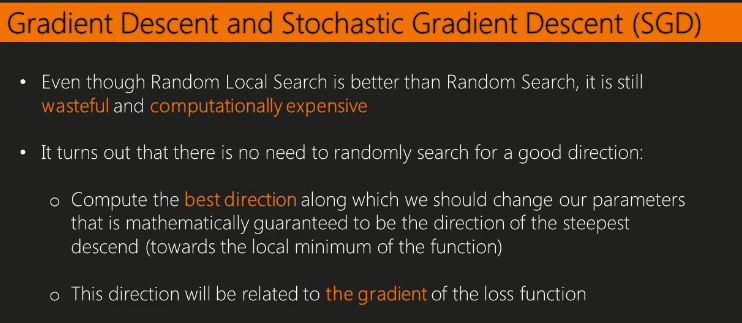 Gradient Descent and Stochastic Gradient Descent (SGD)
• Even though Random Local Search is better than Random Search, it is still
wasteful and computationally expensive
• It turns out that there is no need to randomly search for a good direction:
o Compute the best direction along which we should change our parameters
that is mathematically guaranteed to be the direction of the steepest
descend (towards the local minimum of the function)
o This direction will be related to the gradient of the loss function